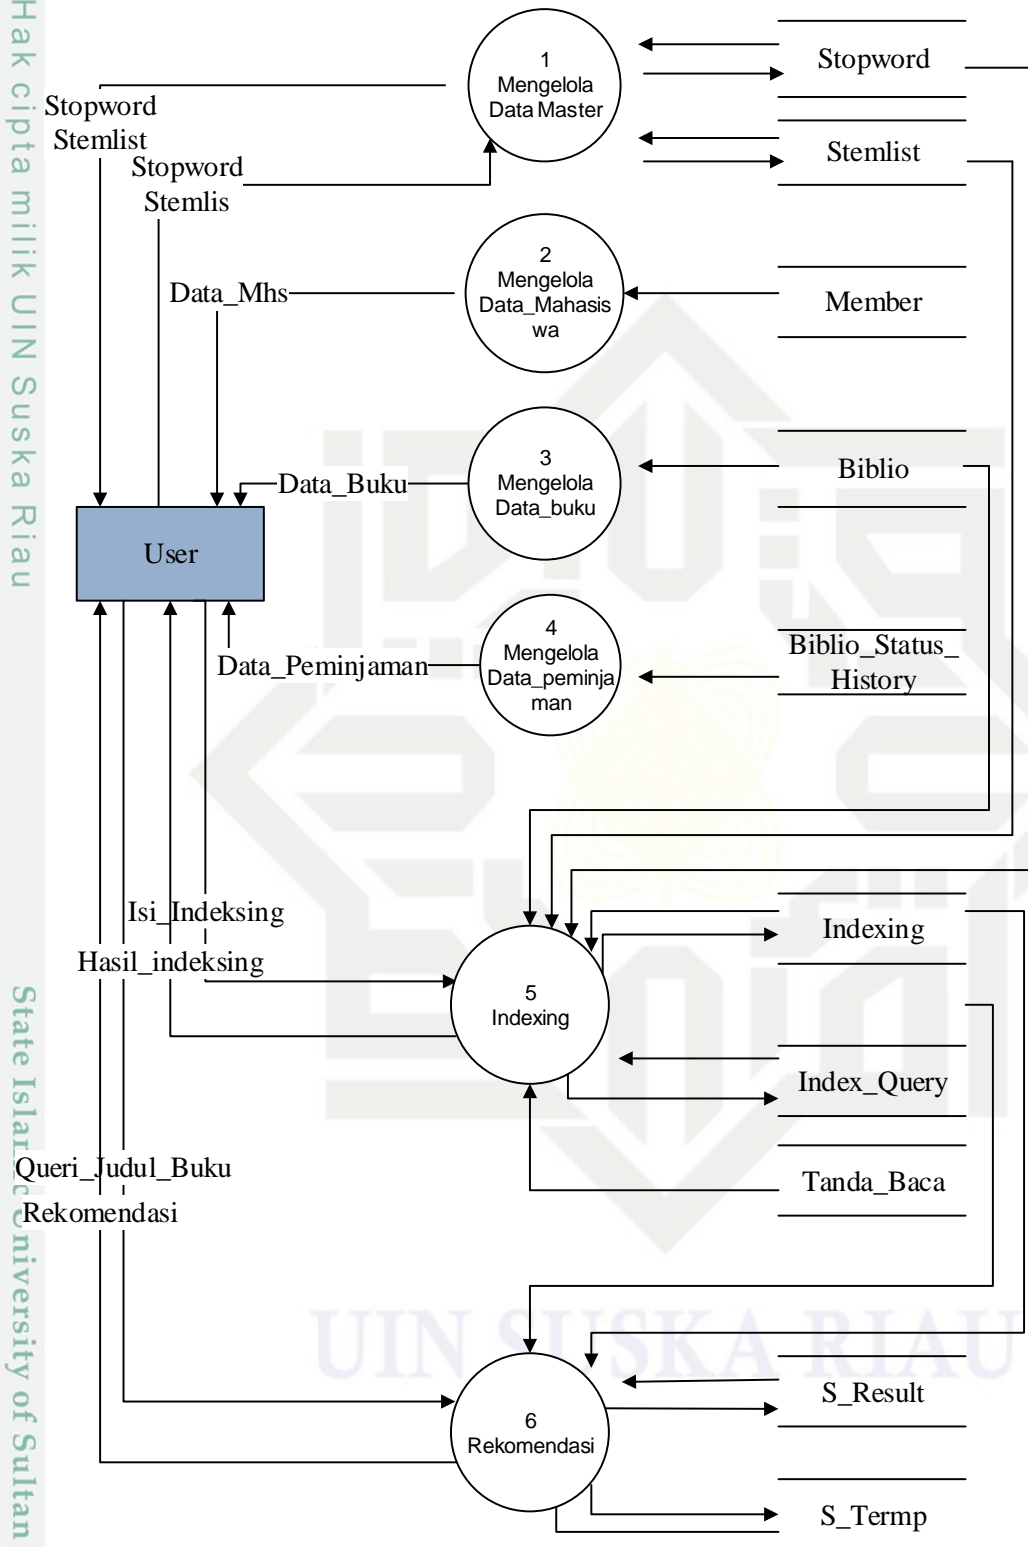 Hak cipta milik UIN Suska Riau
State Islamic University of Sultan
1
Mengelola
Data Master
Stopword
Stemlist
Stopword
Stemlist
Stopword
Stemlis
2
Mengelola
Data_Mahasis
wa
Data_Mhs
Member
3
Mengelola
Data_buku
Data_Buku
Biblio
User
4
Mengelola
Data_peminja
man
Data_Peminjaman
Biblio_Status_
History
Isi_Indeksing
Hasil_indeksing
5
Indexing
Indexing
Index_Query
Tanda_Baca
Queri_Judul_Buku
Rekomendasi
UIN SUSKA RIAU
6
Rekomendasi
S_Result
S_Termp